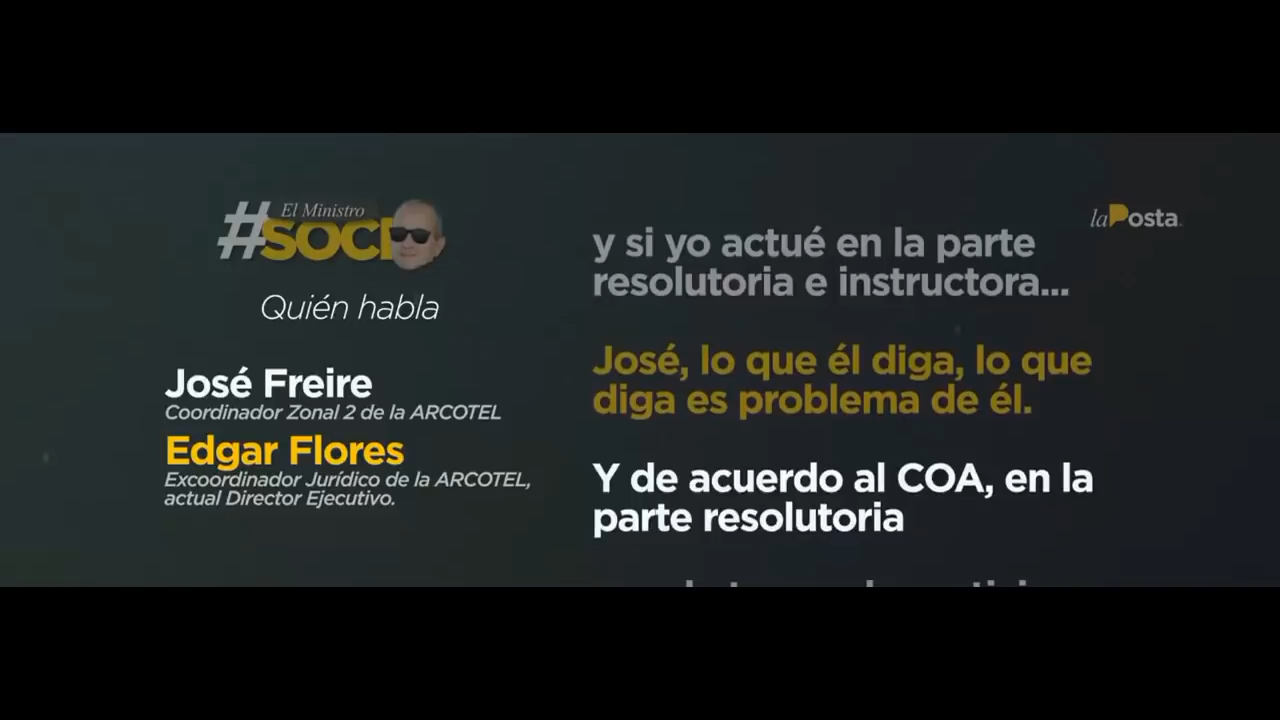 El Ministro
#SOCI
Quién habla
José Freire
Coordinador Zonal 2 de la ARCOTEL
Edgar Flores
Excoordinador Jurídico de la ARCOTEL,
actual Director Ejecutivo.
laPosta.
y si yo actué en la parte
resolutoria e instructora...
José, lo que él diga, lo que
diga es problema de él.
Y de acuerdo al COA, en la
parte resolutoria